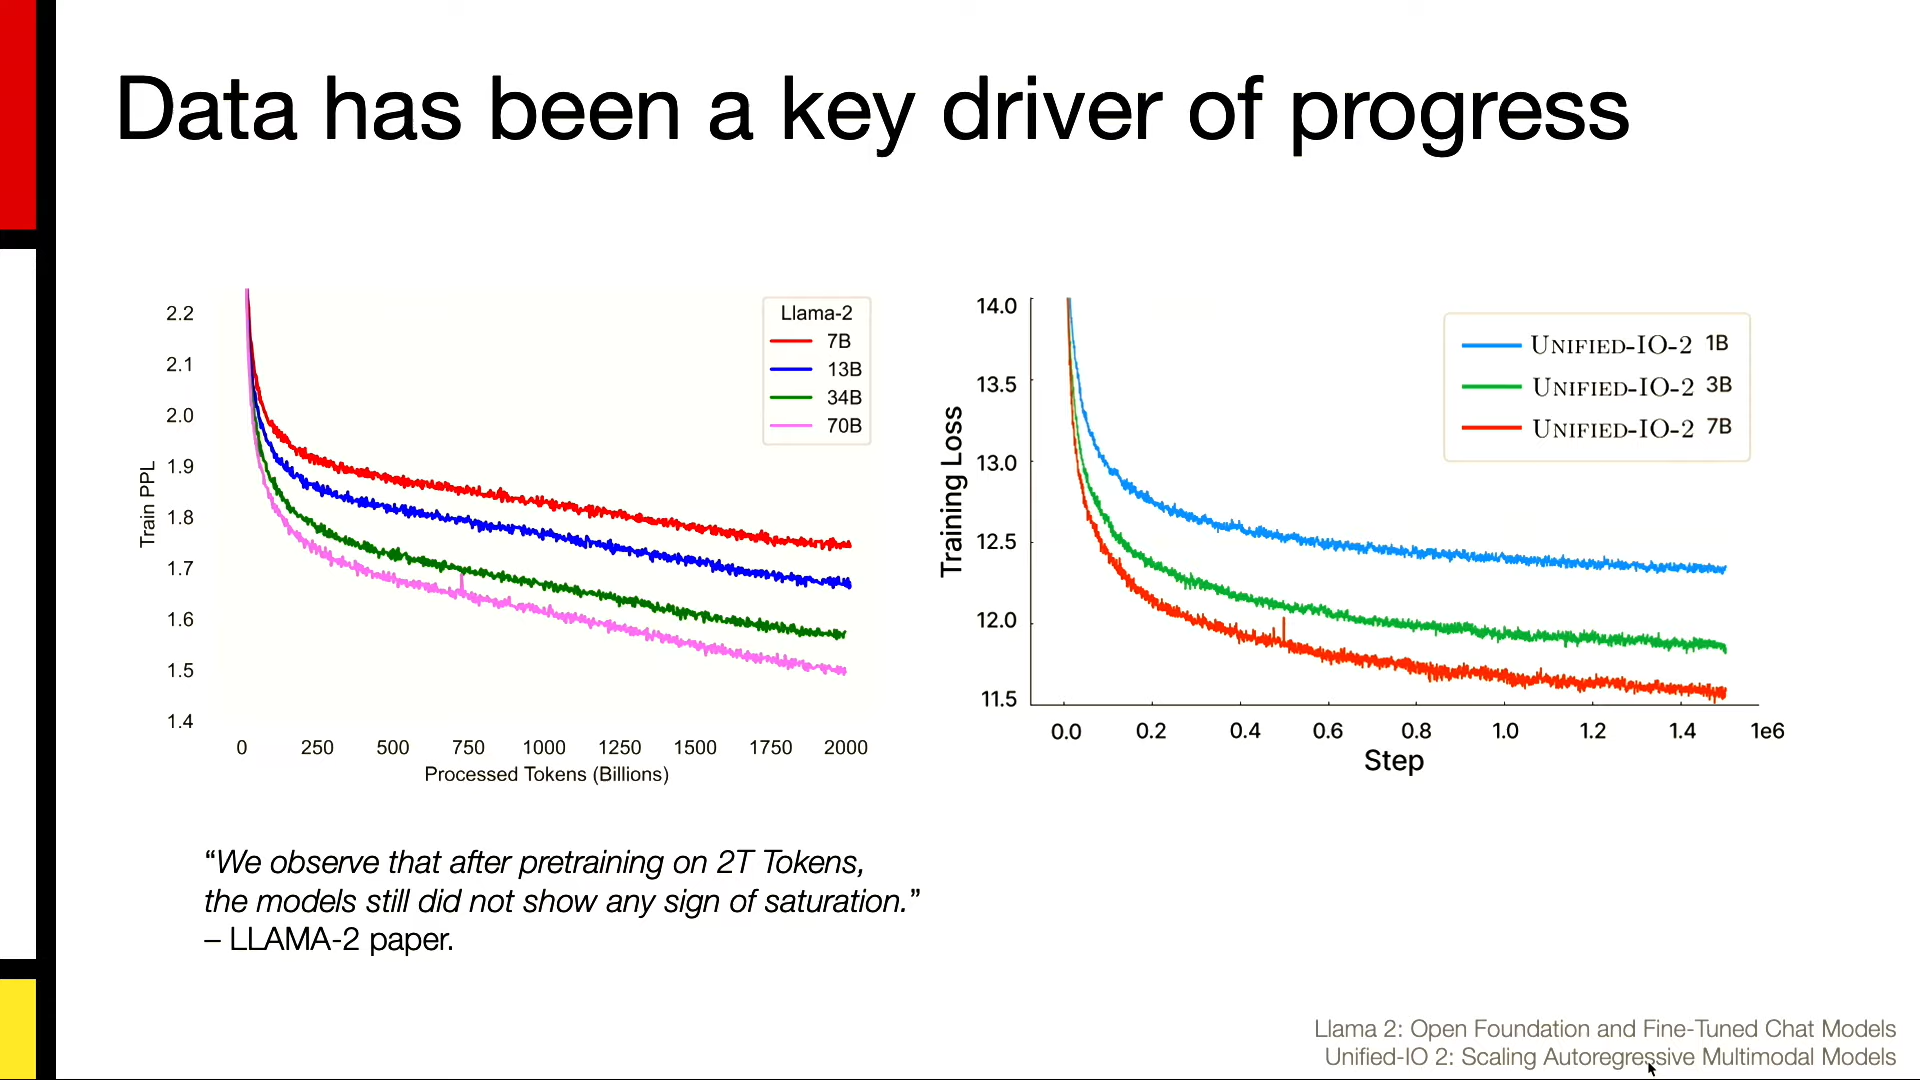 Data has been a key driver of progress
2.2
2.1
2.0
1.9
1.8
1.7
1.6
1.5
1.4
Train PPL
0 250 500 750 1000 1250 1500 1750 2000
Processed Tokens (Billions)
Llama-2
7B
13B
34B
70B
14.0
13.5
13.0
12.5
12.0
11.5
Training Loss
0.0 0.2 0.4 0.6 0.8 1.0 1.2 1.4 1e6
Step
UNIFIED-IO-2 1B
UNIFIED-IO-2 3B
UNIFIED-IO-2 7B
“We observe that after pretraining on 2T Tokens,
the models still did not show any sign of saturation.”
– LLAMA-2 paper.
Llama 2: Open Foundation and Fine-Tuned Chat Models
Unified-IO 2: Scaling Autoregressive Multimodal Models